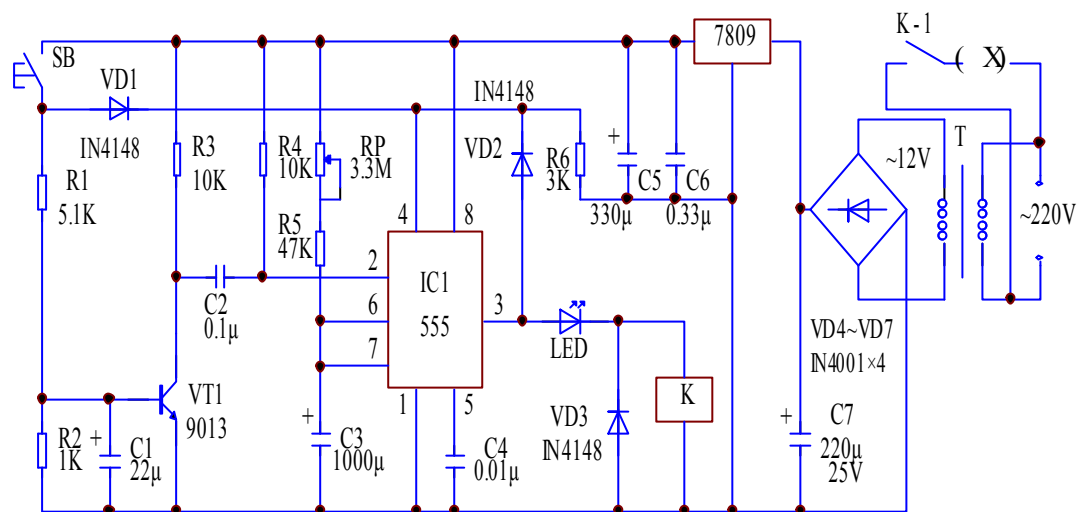 SB
VD1
IN4148
R1
5.1K
R3
10K
R4
10K
RP
3.3M
R5
47K
C2
0.1μ
VT1
9013
R2
1K
C1
22μ
C3
1000μ
4
8
2
6
7
3
1
5
IC1
555
C4
0.01μ
IN4148
VD2
R6
3K
C5
330μ
C6
0.33μ
7809
LED
VD3
IN4148
K
K-1
( X)
~12V
T
~220V
VD4~VD7
IN4001×4
C7
220μ
25V